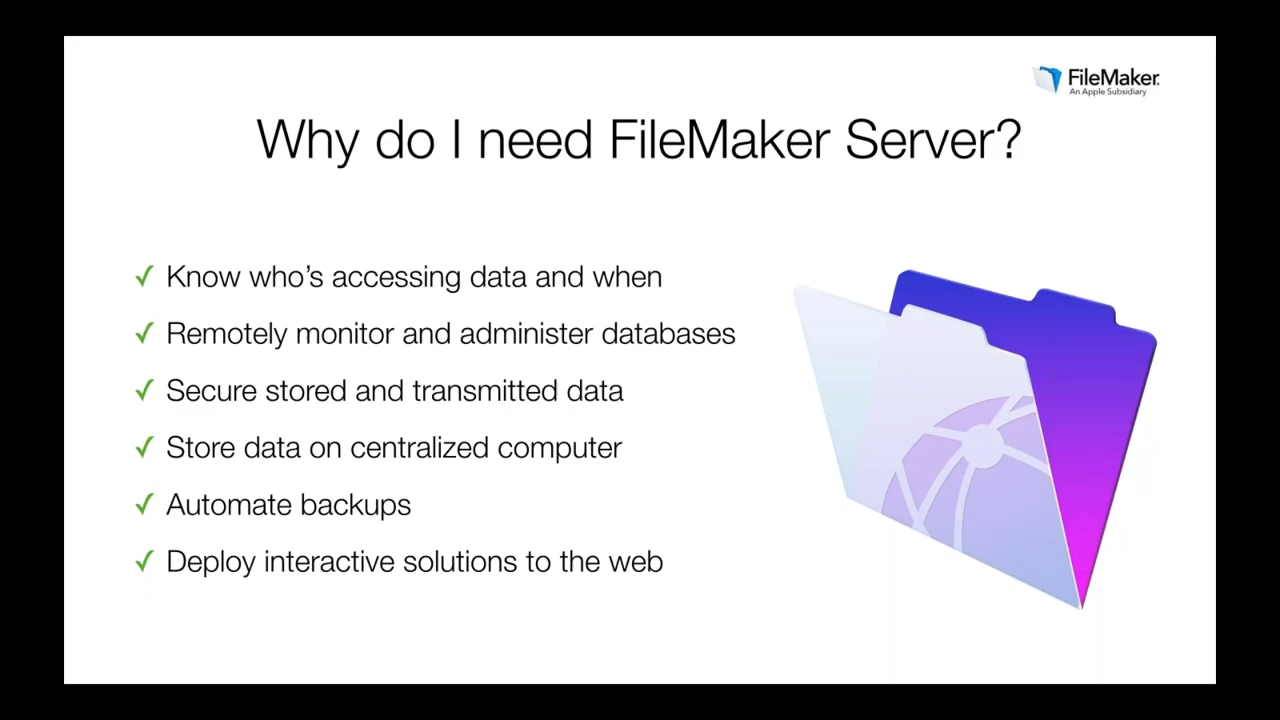 FileMaker.
An Apple Subsidiary
Why do I need FileMaker Server?
✓ Know who's accessing data and when
✓ Remotely monitor and administer databases
✓ Secure stored and transmitted data
✓ Store data on centralized computer
✓ Automate backups
✓ Deploy interactive solutions to the web